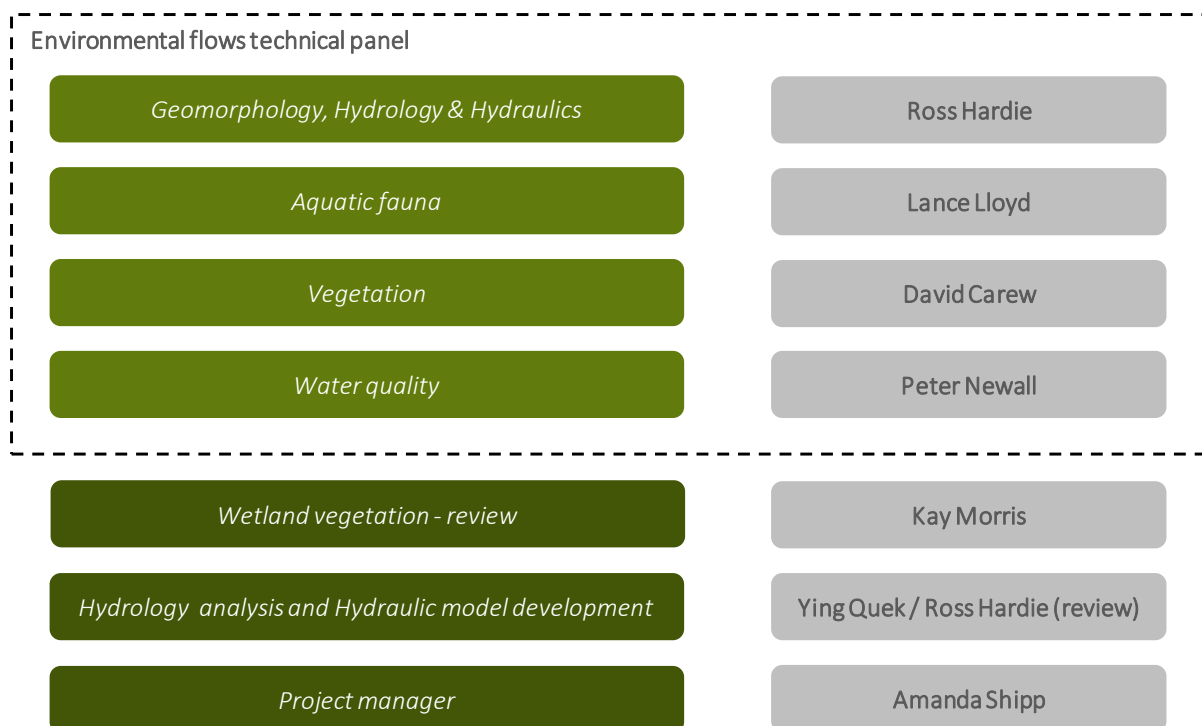 Environmental flows technical panel
Geomorphology, Hydrology & Hydraulics
Ross Hardie
Aquatic fauna
Lance Lloyd
Vegetation
David Carew
Water quality
Peter Newall
Wetland vegetation - review
Kay Morris
Hydrology analysis and Hydraulic model development
Ying Quek / Ross Hardie (review)
Project manager
Amanda Shipp